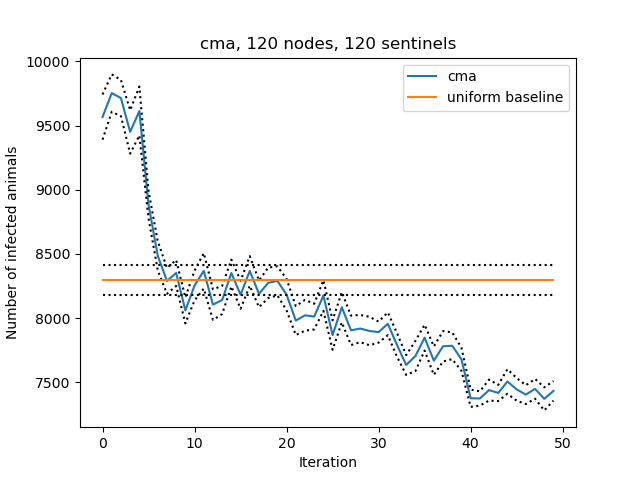 cma, 120 nodes, 120 sentinels
10000
9500
9000
8500
8000
7500
Number of infected animals
cma
uniform baseline
0 10 20 30 40 50
Iteration